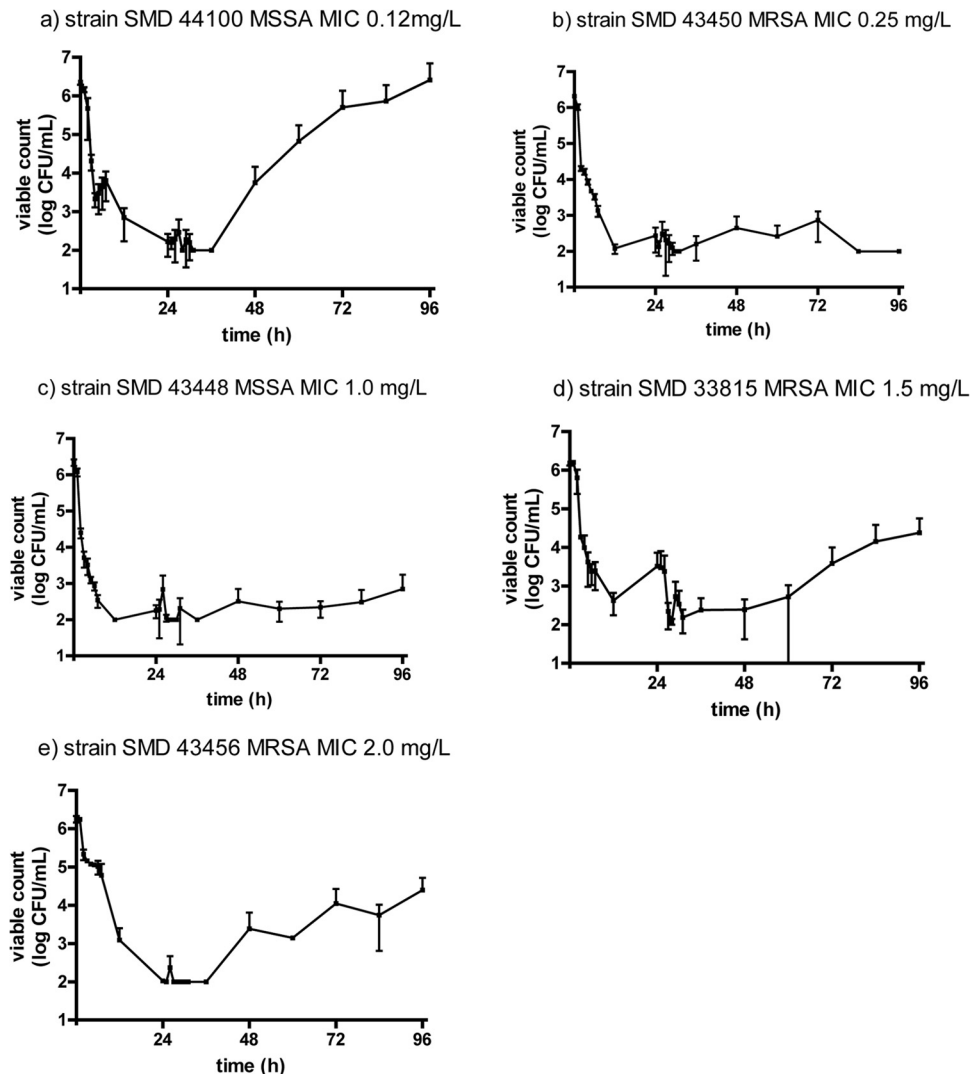 a) strain SMD 44100 MSSA MIC 0.12mg/L
viable count
(log CFU/mL)
7
6
5
4
3
2
1
24 48 72 96
time (h)
b) strain SMD 43450 MRSA MIC 0.25 mg/L
viable count
(log CFU/mL)
7
6
5
4
3
2
1
24 48 72 96
time (h)
c) strain SMD 43448 MSSA MIC 1.0 mg/L
viable count
(log CFU/mL)
7
6
5
4
3
2
1
24 48 72 96
time (h)
d) strain SMD 33815 MRSA MIC 1.5 mg/L
viable count
(log CFU/mL)
7
6
5
4
3
2
1
24 48 72 96
time (h)
e) strain SMD 43456 MRSA MIC 2.0 mg/L
viable count
(log CFU/mL)
7
6
5
4
3
2
1
24 48 72 96
time (h)